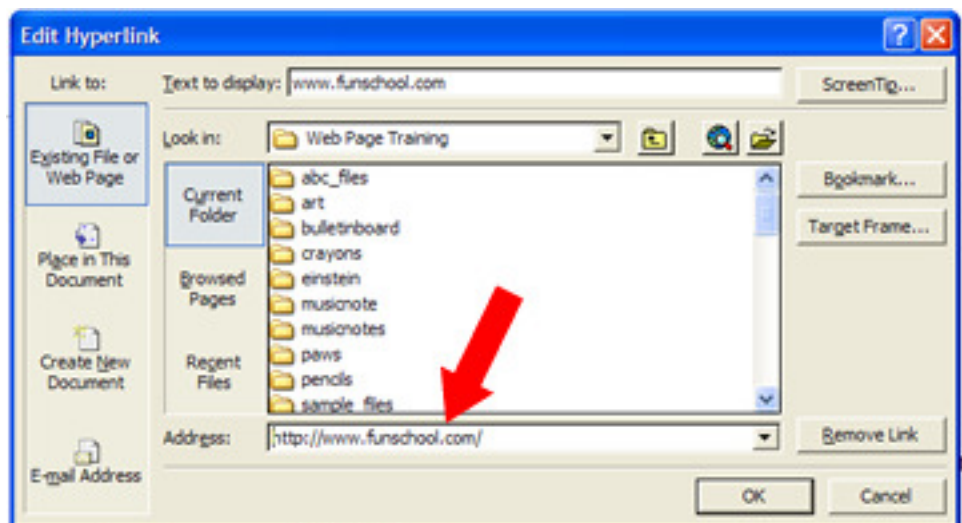 Edit Hyperlink
Link to:
Text to display: www.funschool.com
ScreenTip...
Existing File or
Web Page
Look in: Web Page Training
Current
Folder
abc_files
art
bulletinboard
crayons
einstein
musicnote
musicnotes
paws
pencils
sample_files
Bookmark...
Target Frame...
Place in This
Document
Browsed
Pages
Create New
Document
Recent
Files
E-mail Address
Address: http://www.funschool.com/
Remove Link
OK
Cancel